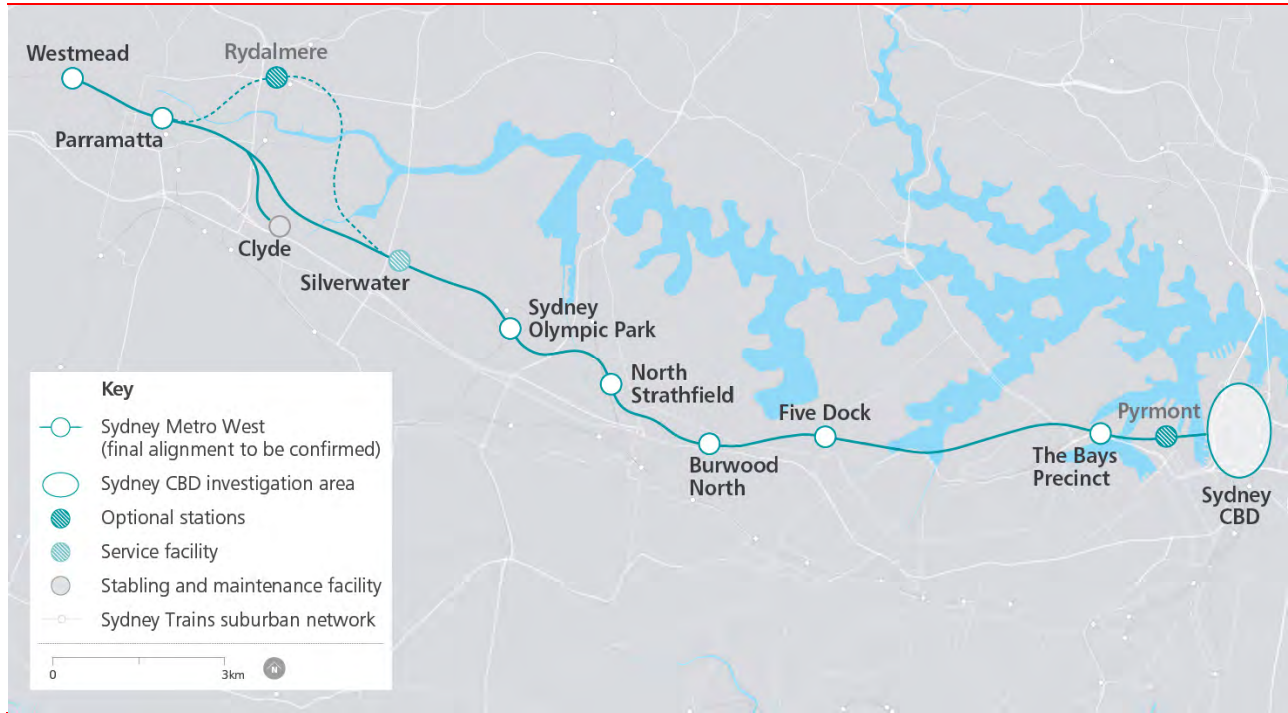 Westmead
Rydalmere
Parramatta
Clyde
Silverwater
Sydney
Olympic Park
North
Strathfield
Five Dock
Pyrmont
Burwood
North
The Bays
Precinct
Sydney
CBD
Key
Sydney Metro West
(final alignment to be confirmed)
Sydney CBD investigation area
Optional stations
Service facility
Stabling and maintenance facility
Sydney Trains suburban network
0 3km N